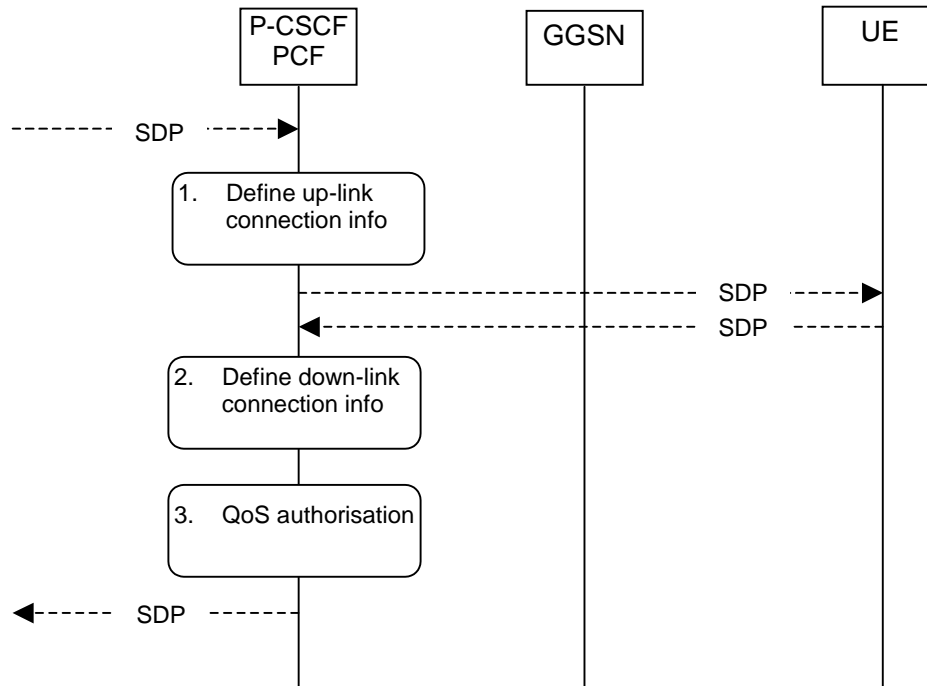 P-CSCF
PCF
GGSN
UE
SDP
1. Define up-link
connection info
SDP
SDP
2. Define down-link
connection info
3. QoS authorisation
SDP